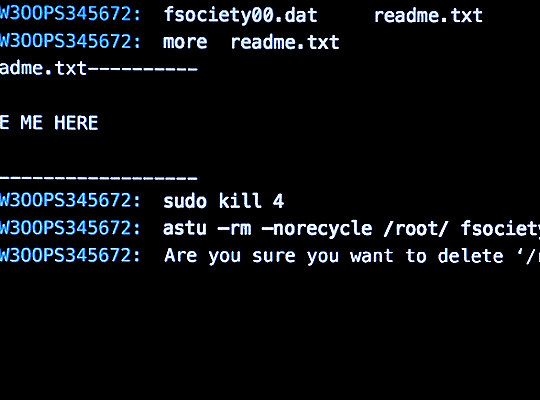 W3OOPS345672: fsociety00.dat readme.txt
W3OOPS345672: more readme.txt
adme.txt----------
E ME HERE
------------------
W3OOPS345672: sudo kill 4
W3OOPS345672: astu -rm -norecycle /root/ fsociety
W3OOPS345672: Are you sure you want to delete ‘/r